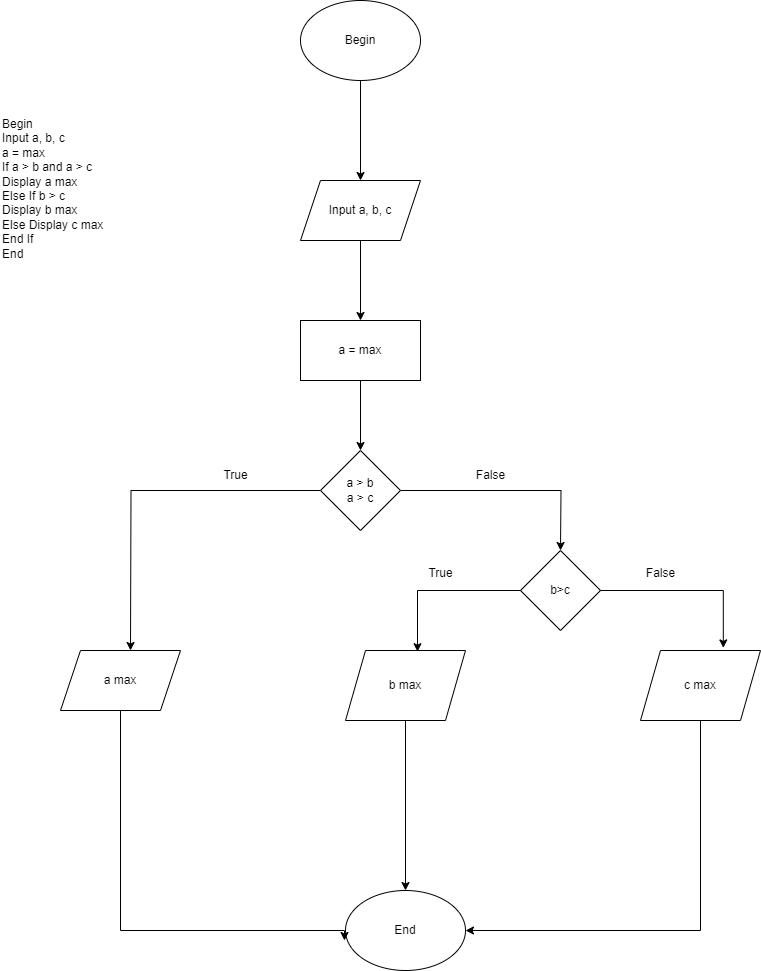 Begin
Begin
Input a, b, c
a = max
If a > b and a > c
Display a max
Else If b > c
Display b max
Else Display c max
End If
End
Input a, b, c
a = max
True
False
a > b
a > c
True
False
b>c
a max
b max
c max
End